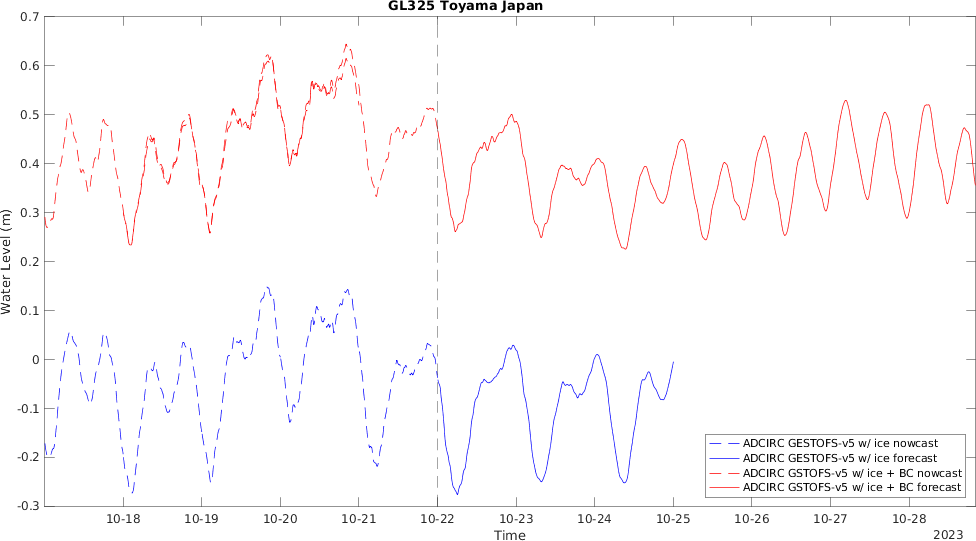 GL325 Toyama Japan
0.7
0.6
0.5
0.4
0.3
0.2
0.1
0
-0.1
-0.2
-0.3
Water Level (m)
ADCIRC GESTOFS-v5 w/ ice nowcast
ADCIRC GESTOFS-v5 w/ ice forecast
ADCIRC GSTOFS-v5 w/ ice + BC nowcast
ADCIRC GSTOFS-v5 w/ ice + BC forecast
10-18 10-19 10-20 10-21 10-22 10-23 10-24 10-25 10-26 10-27 10-28
Time
2023